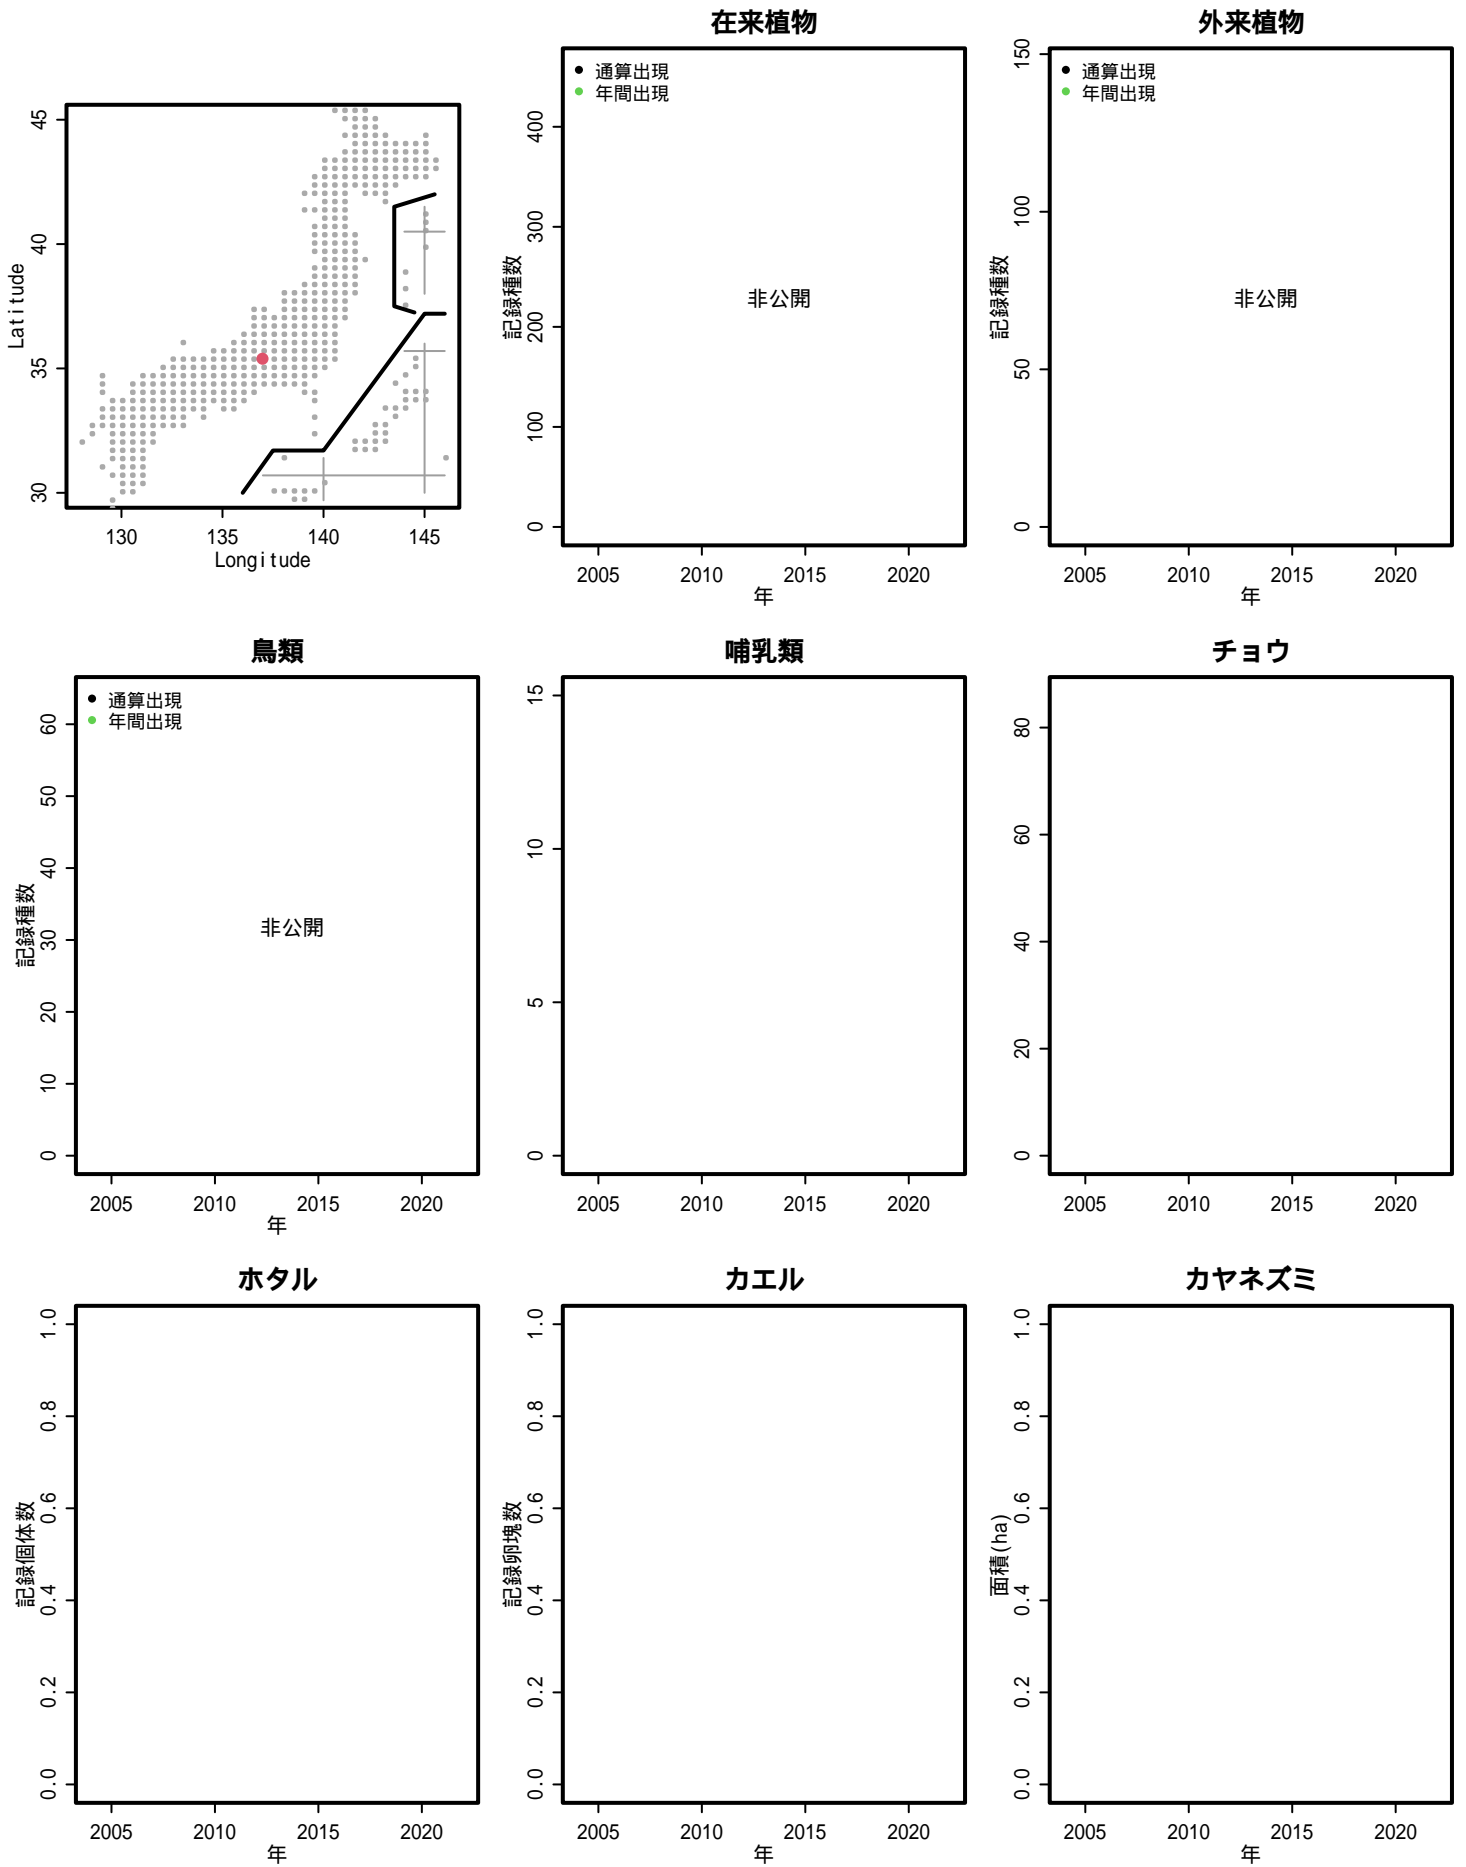 Latitude
45
40
35
30
130 135 140 145
Longitude
在来植物
通算出現
年間出現
記録種数
400
300
200
100
0
非公開
2005 2010 2015 2020
年
外来植物
通算出現
年間出現
記録種数
150
100
50
0
非公開
2005 2010 2015 2020
年
鳥類
通算出現
年間出現
記録種数
60
50
40
30
20
10
0
非公開
2005 2010 2015 2020
年
哺乳類
15
10
5
0
2005 2010 2015 2020
チョウ
80
60
40
20
0
2005 2010 2015 2020
ホタル
記録個体数
1.0
0.8
0.6
0.4
0.2
0.0
2005 2010 2015 2020
年
カエル
記録卵塊数
1.0
0.8
0.6
0.4
0.2
0.0
2005 2010 2015 2020
年
カヤネズミ
面積(ha)
1.0
0.8
0.6
0.4
0.2
0.0
2005 2010 2015 2020
年